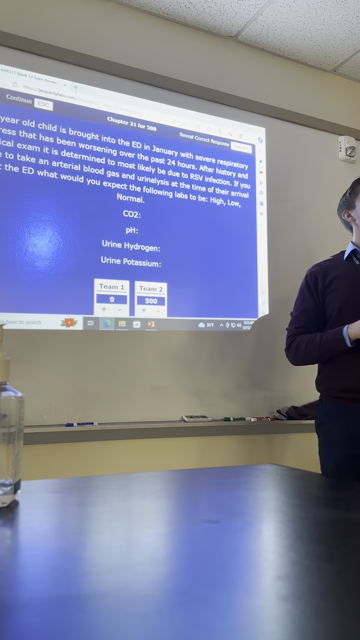 Continue ESC
Chapter 21 for 500
Reveal Correct Response
year old child is brought into the ED in January with severe respiratory
ress that has been worsening over the past 24 hours. After history and
ical exam it is determined to most likely be due to RSV infection. If you
e to take an arterial blood gas and urinalysis at the time of their arrival
the ED what would you expect the following labs to be: High, Low,
Normal.
CO2:
pH:
Urine Hydrogen:
Urine Potassium:
Team 1 Team 2
0 500
+ - + -